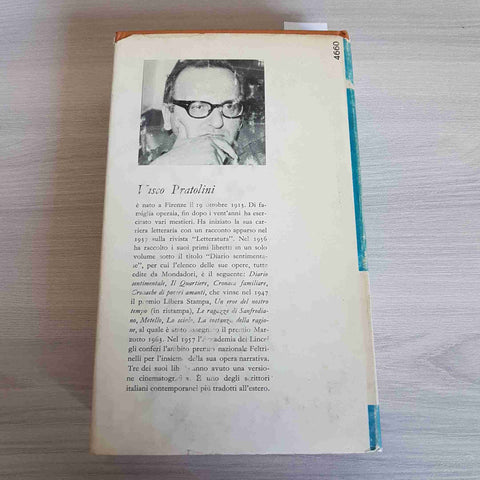 4660
Vasco Pratolini
è nato a Firenze il 19 ottobre 1913. Di fa-
miglia operaia, fin dopo i vent'anni ha eser-
citato vari mestieri. Ha iniziato la sua car-
riera letteraria con un racconto apparso nel
1937 sulla rivista "Letteratura". Nel 1956
ha raccolto i suoi primi libretti in un solo
volume sotto il titolo "Diario sentimenta-
le", per cui l'elenco delle sue opere, tutte
edite da Mondadori, è il seguente: Diario
sentimentale, Il Quartiere, Cronaca familiare,
Cronache di poveri amanti, che vinse nel 1947
il premio Libera Stampa, Un eroe del nostro
tempo (in ristampa), Le ragazze di Sanfredia-
no, Metello, Lo scialo, La costanza della ragio-
ne, al quale è stato assegnato il premio Mar-
zotto 1963. Nel 1957 l'Accademia dei Lincei
gli conferì l'ambito premio nazionale Feltri-
nelli per l'insieme della sua opera narrativa.
Tre dei suoi libri hanno avuto una versio-
ne cinematografica. È uno degli scrittori
italiani contemporanei più tradotti all'estero.